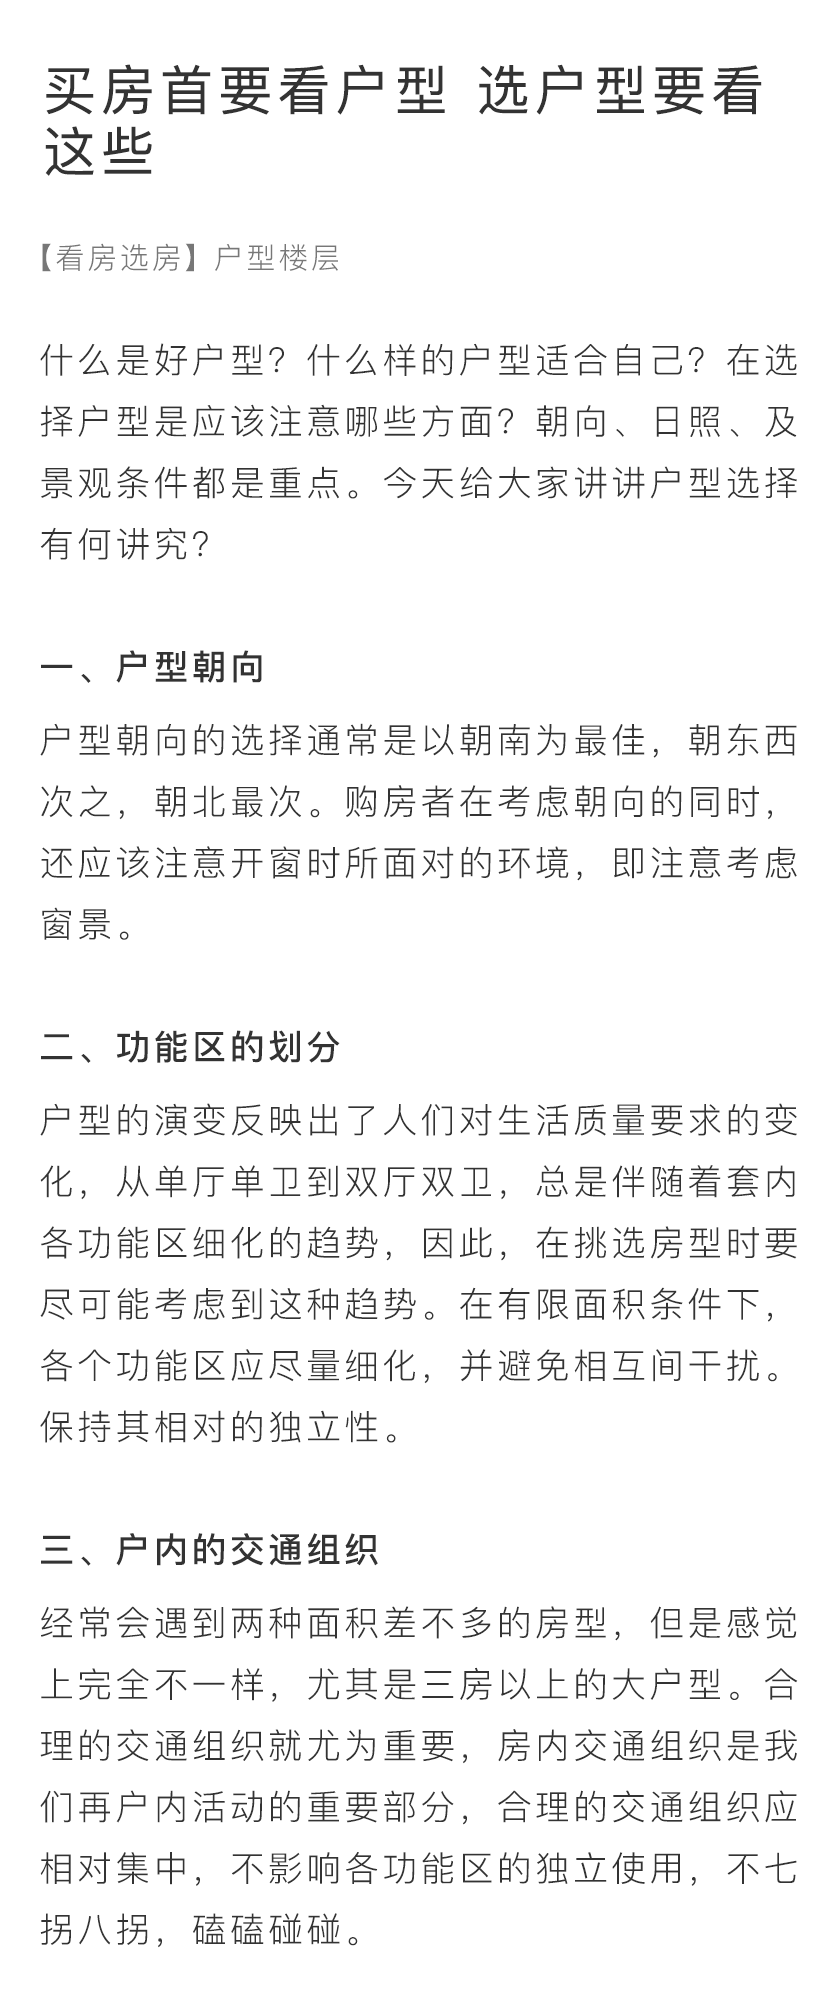 买房首要看户型 选户型要看
这些
【看房选房】户型楼层
什么是好户型？什么样的户型适合自己？在选
择户型是应该注意哪些方面？朝向、日照、及
景观条件都是重点。今天给大家讲讲户型选择
有何讲究？
一、户型朝向
户型朝向的选择通常是以朝南为最佳，朝东西
次之，朝北最次。购房者在考虑朝向的同时，
还应该注意开窗时所面对的环境，即注意考虑
窗景。
二、功能区的划分
户型的演变反映出了人们对生活质量要求的变
化，从单厅单卫到双厅双卫，总是伴随着套内
各功能区细化的趋势，因此，在挑选房型时要
尽可能考虑到这种趋势。在有限面积条件下，
各个功能区应尽量细化，并避免相互间干扰。
保持其相对的独立性。
三、户内的交通组织
经常会遇到两种面积差不多的房型，但是感觉
上完全不一样，尤其是三房以上的大户型。合
理的交通组织就尤为重要，房内交通组织是我
们再户内活动的重要部分，合理的交通组织应
相对集中，不影响各功能区的独立使用，不七
拐八拐，磕磕碰碰。